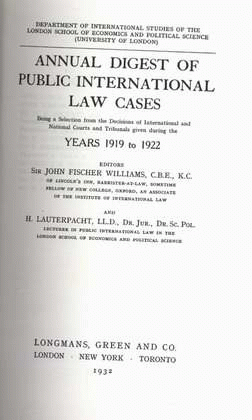 DEPARTMENT OF INTERNATIONAL STUDIES OF THE
LONDON SCHOOL OF ECONOMICS AND POLITICAL SCIENCE
(UNIVERSITY OF LONDON)
ANNUAL DIGEST OF
PUBLIC INTERNATIONAL
LAW CASES
Being a Selection from the Decisions of International and
National Courts and Tribunals given during the
YEARS 1919 to 1922
EDITORS
SIR JOHN FISCHER WILLIAMS, C.B.E., K.C.
OF LINCOLN'S INN, BARRISTER-AT-LAW, SOMETIME
FELLOW OF NEW COLLEGE, OXFORD, AN ASSOCIATE
OF THE INSTITUTE OF INTERNATIONAL LAW
AND
H. LAUTERPACHT, LL.D., DR. JUR., DR. SC. POL.
LECTURER IN PUBLIC INTERNATIONAL LAW IN THE
LONDON SCHOOL OF ECONOMICS AND POLITICAL SCIENCE
LONGMANS, GREEN AND CO.
LONDON · NEW YORK · TORONTO
1932